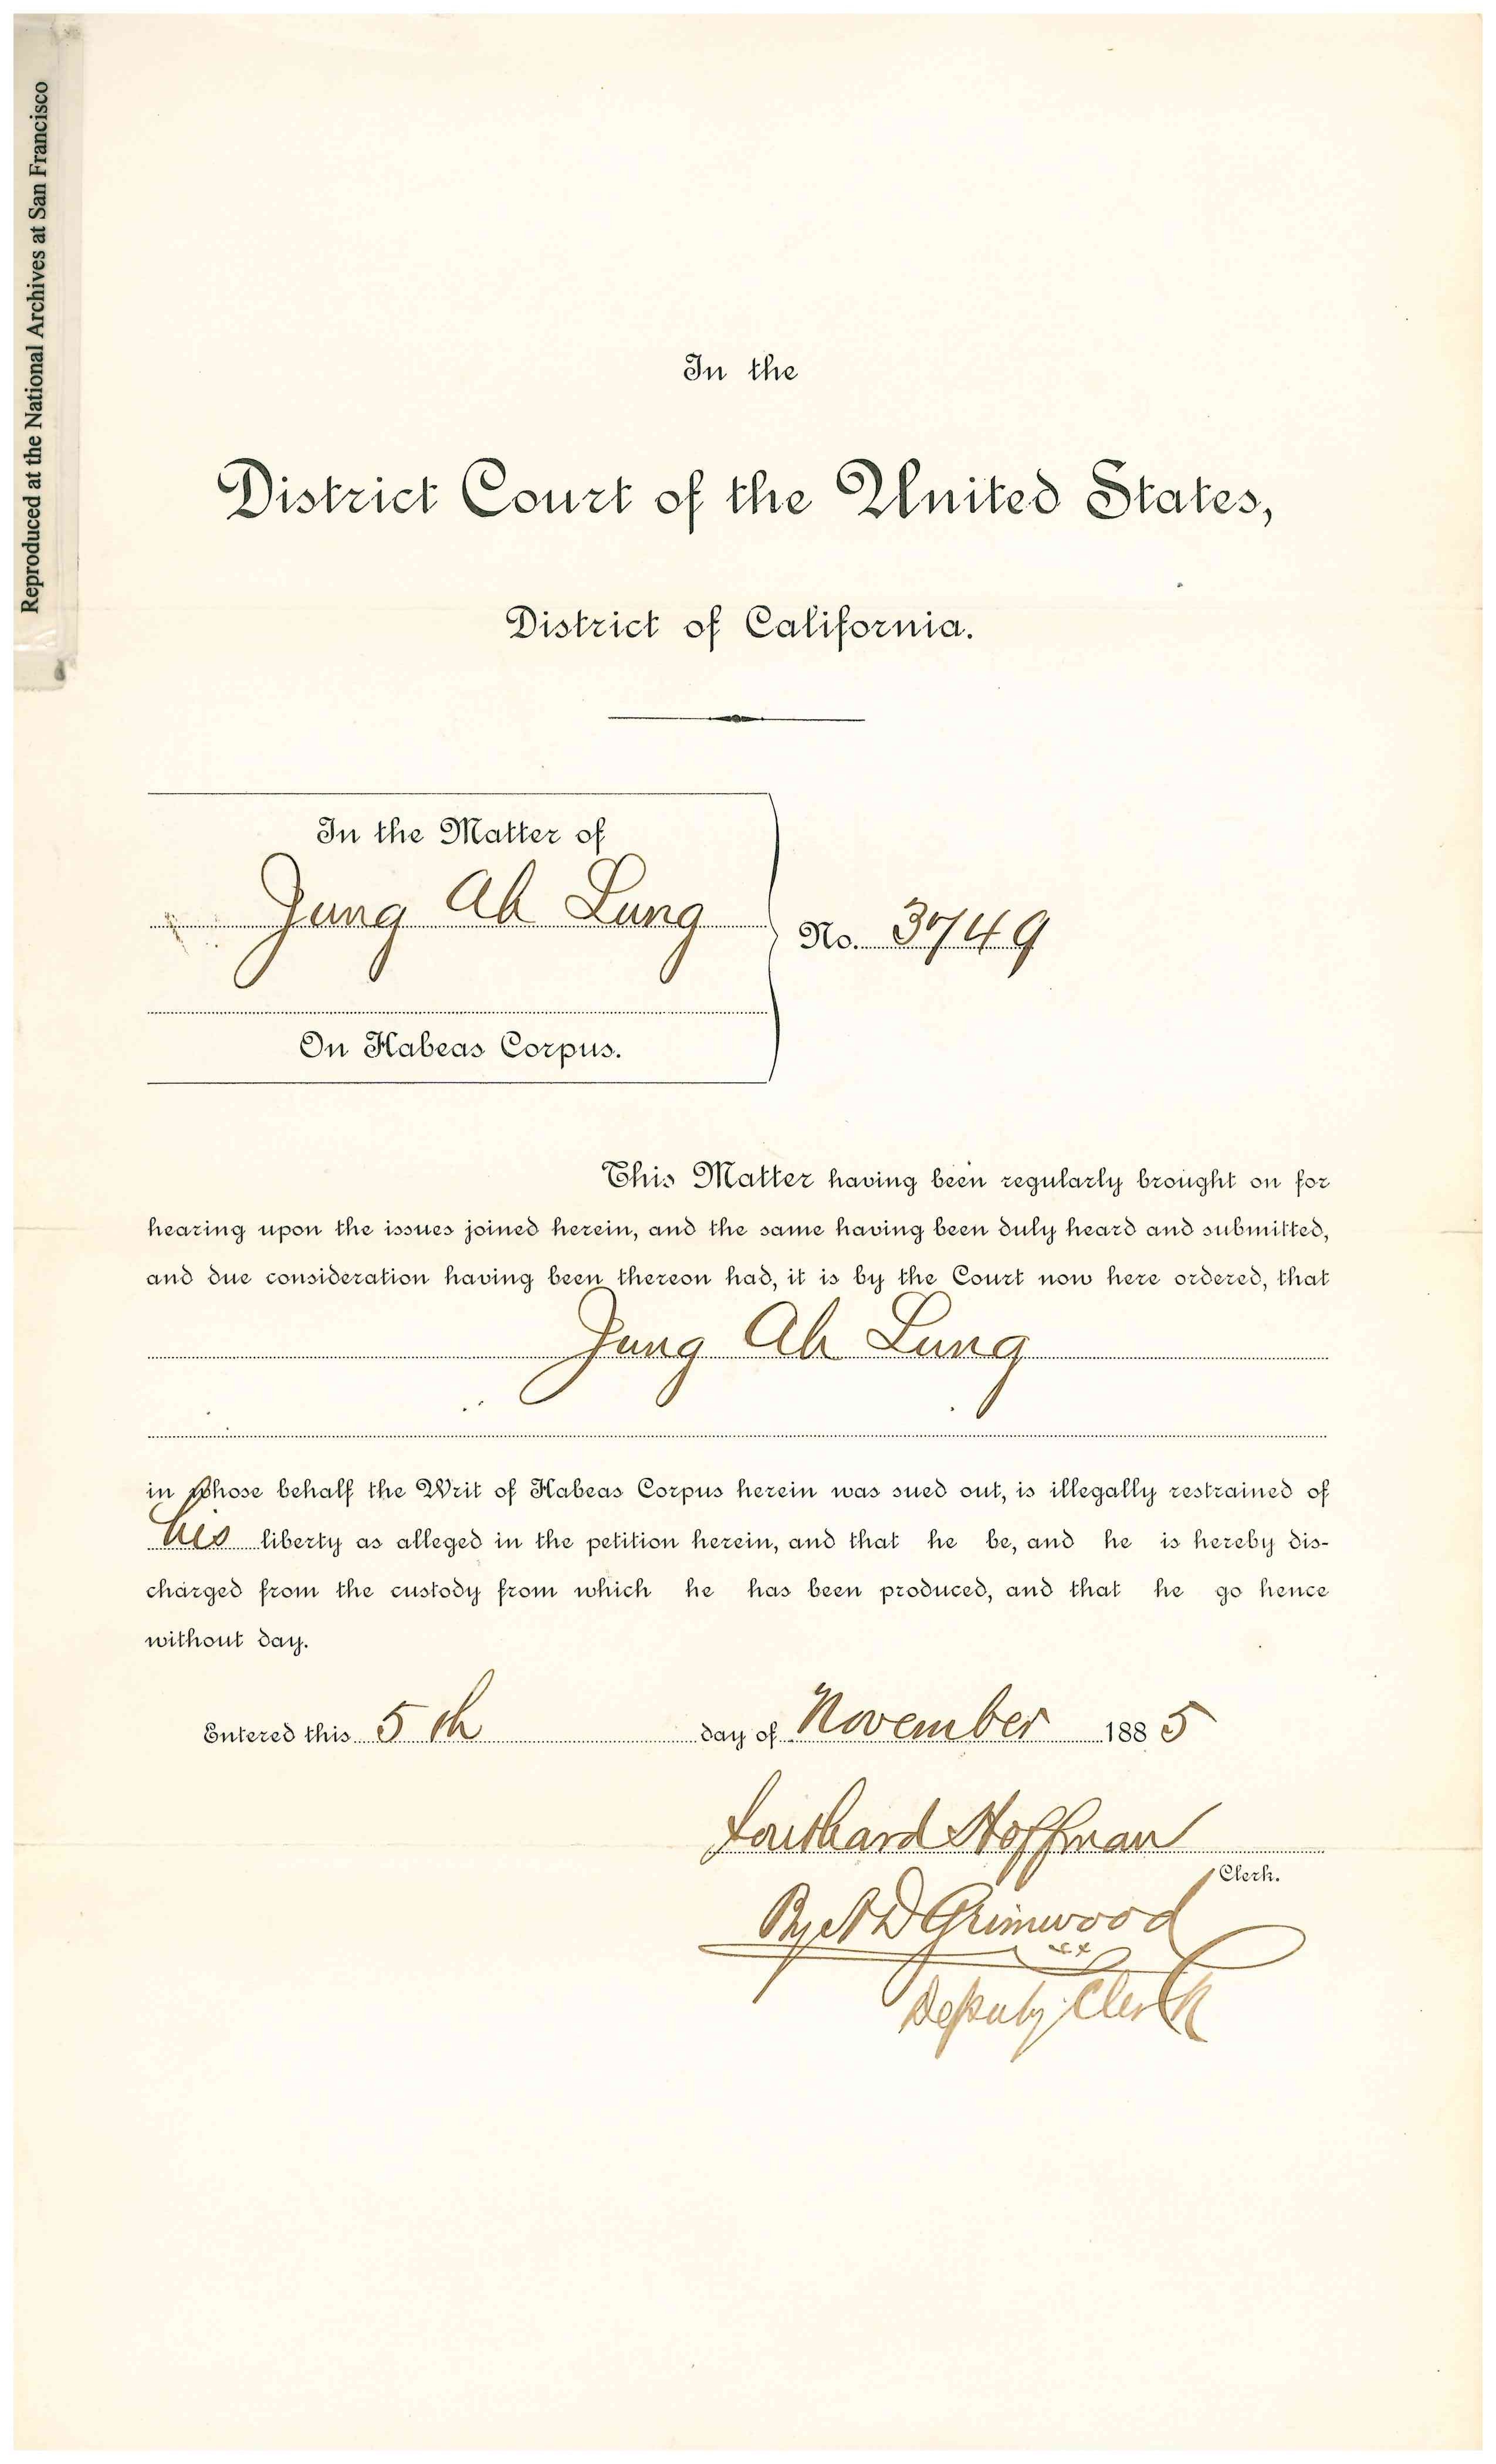 Reproduced at the National Archives at San Francisco
In the
District Court of the United States,
District of California.
In the Matter of
Jung Ah Lung
No. 3749
On Habeas Corpus.
This Matter having been regularly brought on for
hearing upon the issues joined herein, and the same having been duly heard and submitted,
and due consideration having been thereon had, it is by the Court now here ordered, that
Jung Ah Lung
in whose behalf the Writ of Habeas Corpus herein was sued out, is illegally restrained of
his liberty as alleged in the petition herein, and that he be, and he is hereby dis-
charged from the custody from which he has been produced, and that he go hence
without day.
Entered this 5th day of November 1885
Southard Hoffman
Clerk.
By A D Grimwood
Deputy Clerk